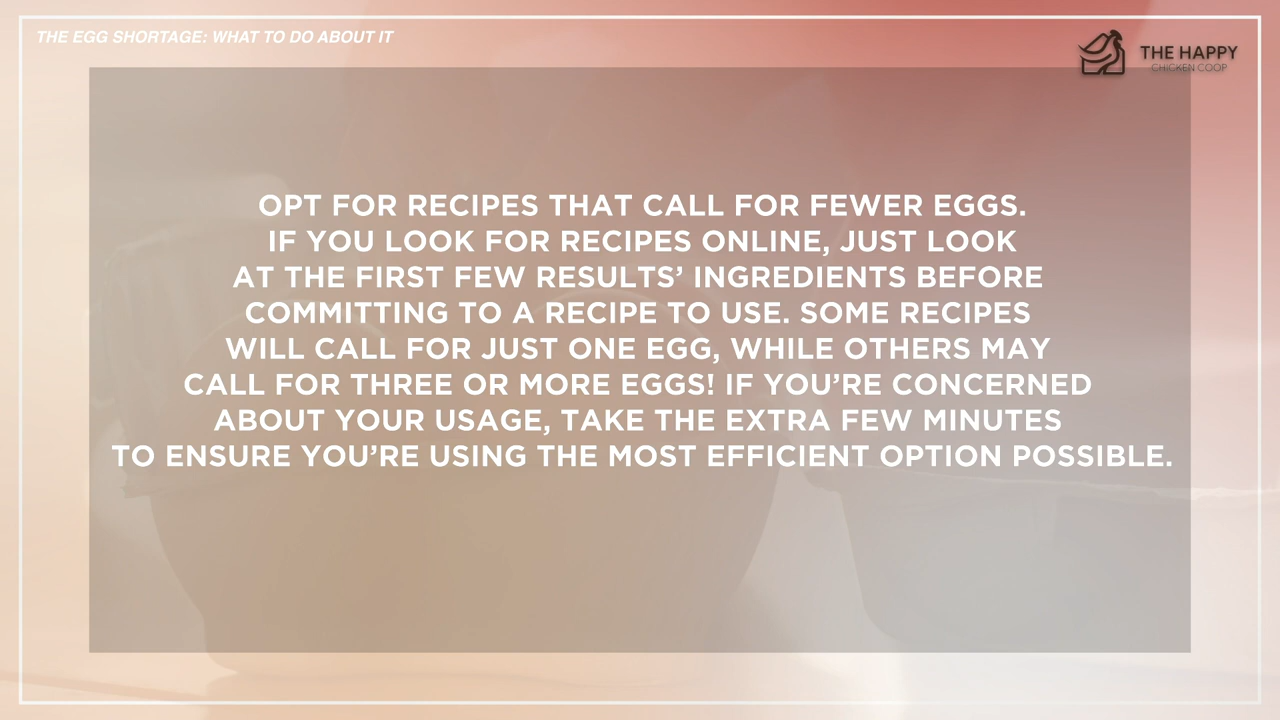 THE EGG SHORTAGE: WHAT TO DO ABOUT IT
THE HAPPY
CHICKEN COOP
OPT FOR RECIPES THAT CALL FOR FEWER EGGS.
IF YOU LOOK FOR RECIPES ONLINE, JUST LOOK
AT THE FIRST FEW RESULTS’ INGREDIENTS BEFORE
COMMITTING TO A RECIPE TO USE. SOME RECIPES
WILL CALL FOR JUST ONE EGG, WHILE OTHERS MAY
CALL FOR THREE OR MORE EGGS! IF YOU’RE CONCERNED
ABOUT YOUR USAGE, TAKE THE EXTRA FEW MINUTES
TO ENSURE YOU’RE USING THE MOST EFFICIENT OPTION POSSIBLE.